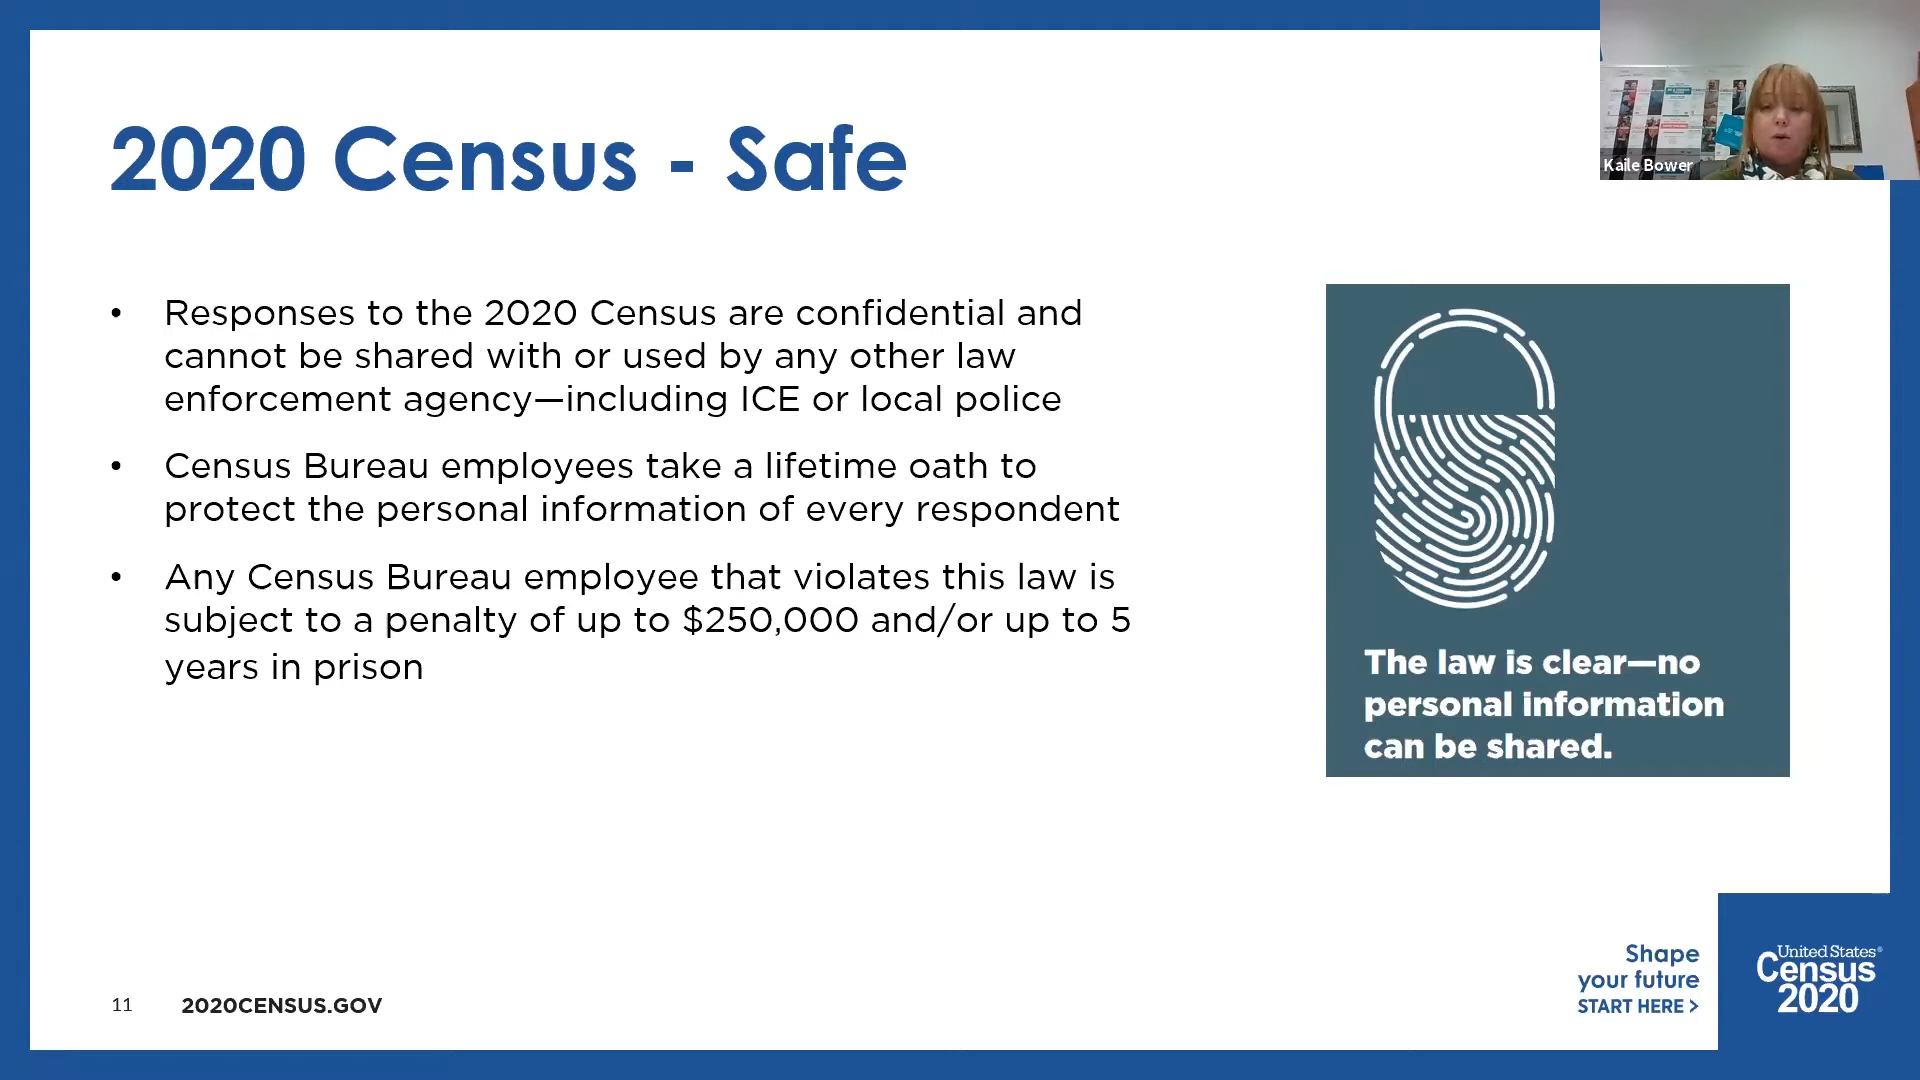 2020 Census - Safe
Kaile Bower
• Responses to the 2020 Census are confidential and
cannot be shared with or used by any other law
enforcement agency—including ICE or local police
• Census Bureau employees take a lifetime oath to
protect the personal information of every respondent
• Any Census Bureau employee that violates this law is
subject to a penalty of up to $250,000 and/or up to 5
years in prison
The law is clear—no
personal information
can be shared.
11
2020CENSUS.GOV
Shape
your future
START HERE >
United States®
Census
2020